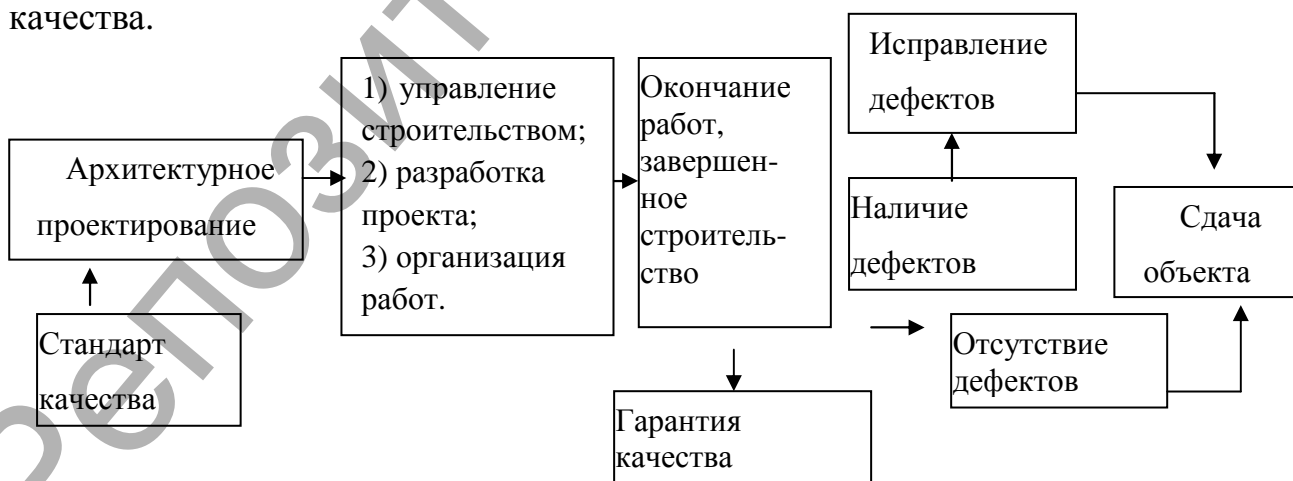 качества.
Архитектурное
проектирование
Стандарт
качества
1) управление
строительством;
2) разработка
проекта;
3) организация
работ.
Окончание
работ,
завершен-
ное
строитель-
ство
Гарантия
качества
Исправление
дефектов
Наличие
дефектов
Отсутствие
дефектов
Сдача
объекта
Репозит